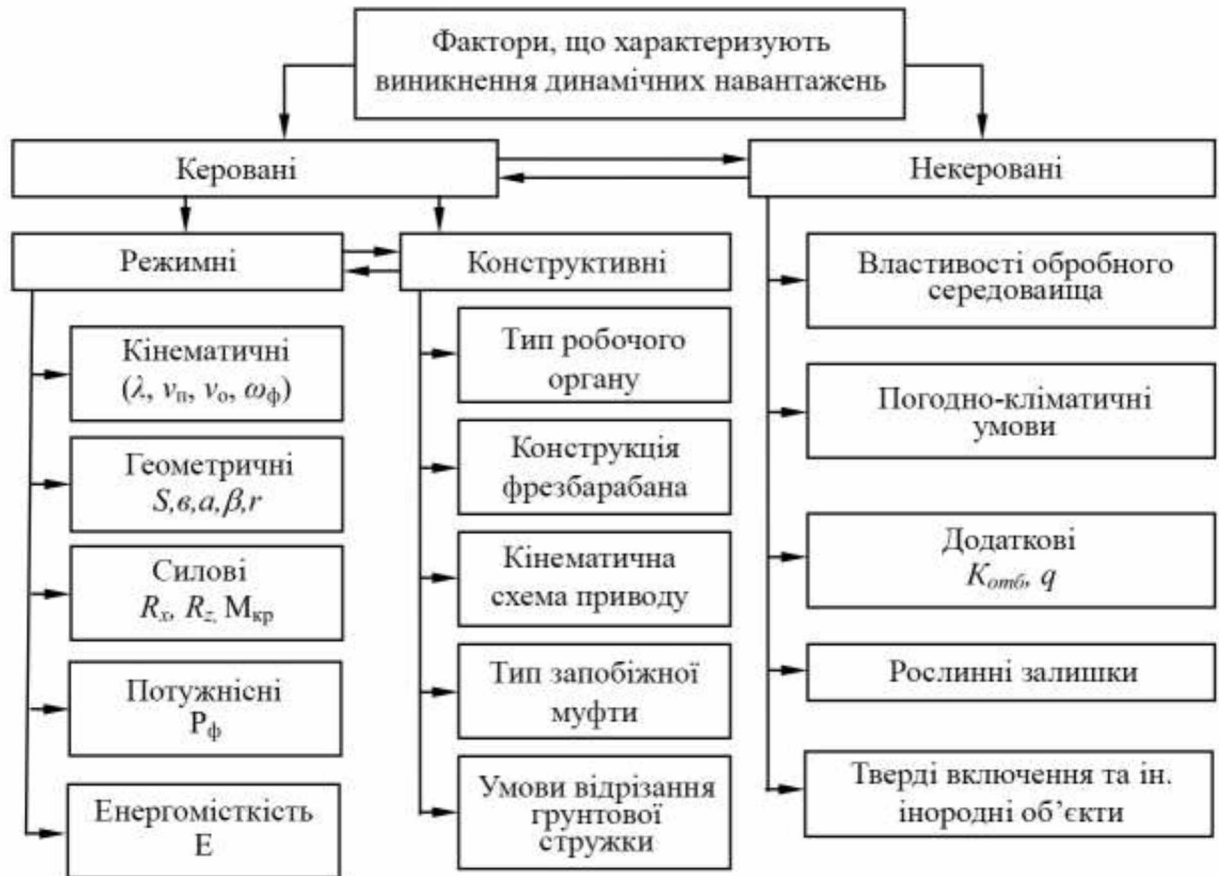 Фактори, що характеризують
виникнення динамічних навантажень
Керовані
Некеровані
Режимні
Конструктивні
Кінематичні
(λ, vп, vо, ωф)
Геометричні
S,в,a,β,r
Силові
Rx, Rz, Мкр
Потужнісні
Рф
Енергомісткість
Е
Тип робочого
органу
Конструкція
фрезбарабана
Кінематична
схема приводу
Тип запобіжної
муфти
Умови відрізання
грунтової
стружки
Властивості обробного
середоваища
Погодно-кліматичні
умови
Додаткові
Kотб, q
Рослинні залишки
Тверді включення та ін.
інородні об’єкти